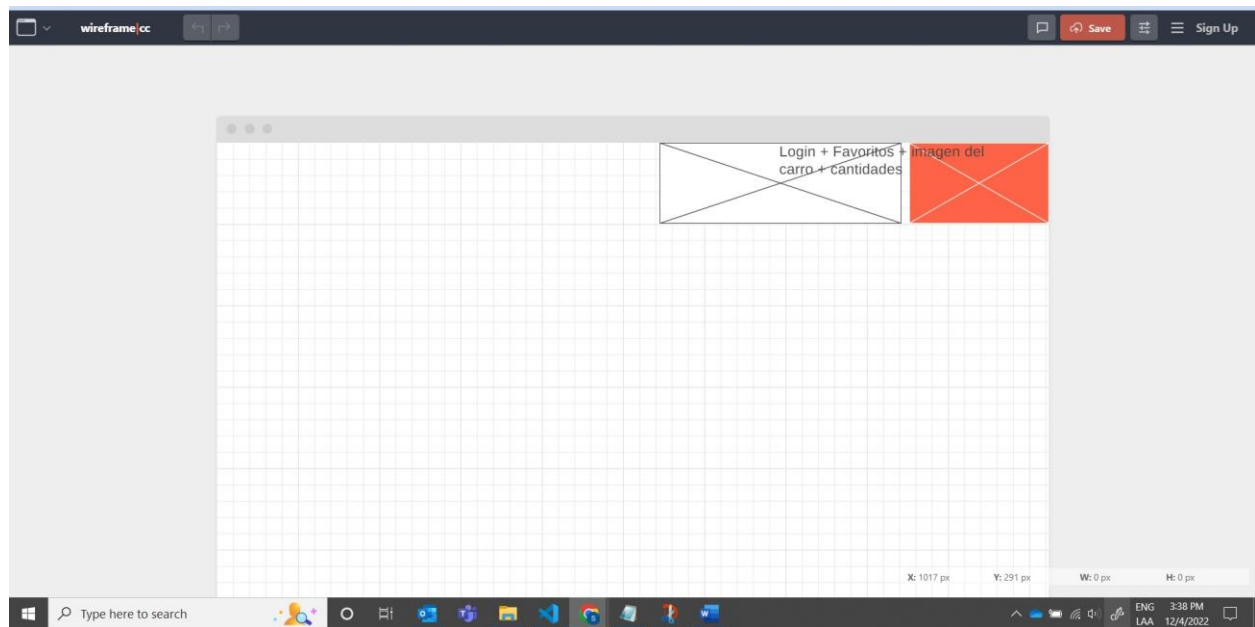 wireframe|cc
Save
Sign Up
Login + Favoritos + Imagen del
carro + cantidades
X: 1017 px Y: 291 px W: 0 px H: 0 px
Type here to search
ENG 3:38 PM
LAA 12/4/2022